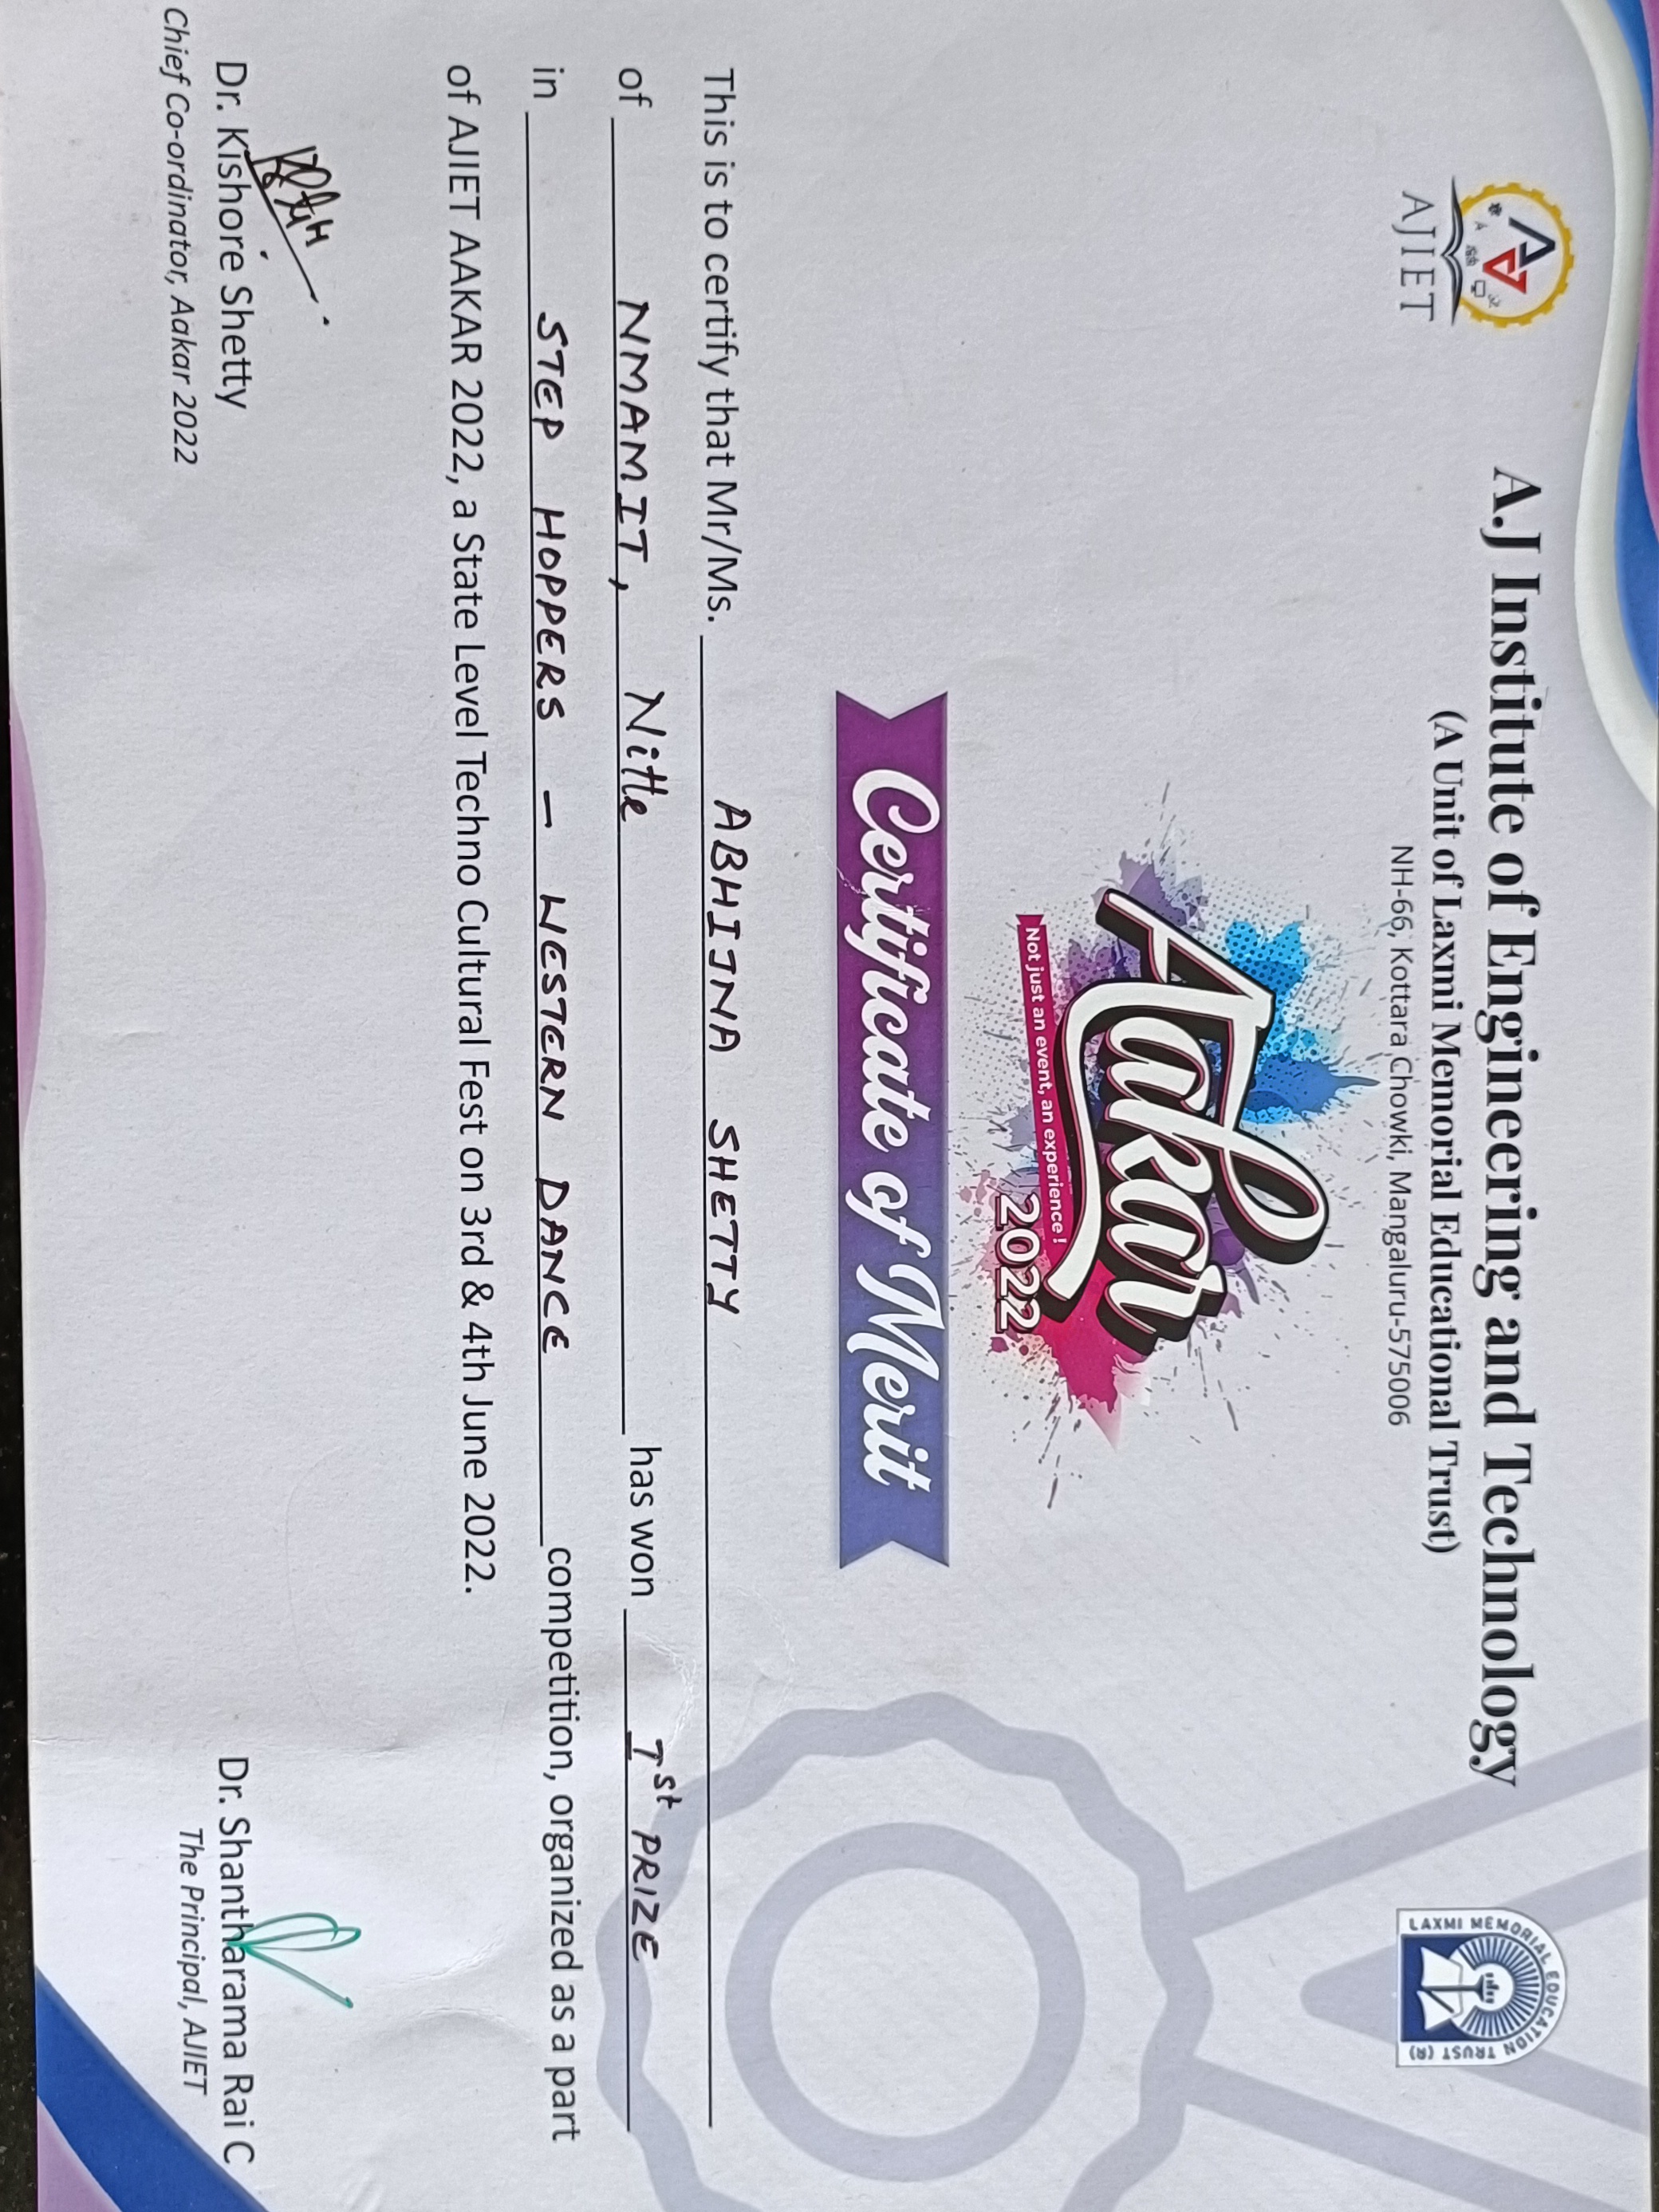 AJIET
LAXMI MEMORIAL EDUCATION TRUST (R)
A.J Institute of Engineering and Technology
(A Unit of Laxmi Memorial Educational Trust)
NH-66, Kottara Chowki, Mangaluru-575006
Aakar
Not just an event, an experience !
2022
Certificate of Merit
This is to certify that Mr/Ms. ABHIJNA SHETTY
of NMAMIT, Nitte has won Ist PRIZE
in STEP HOPPERS - WESTERN DANCE competition, organized as a part
of AJIET AAKAR 2022, a State Level Techno Cultural Fest on 3rd & 4th June 2022.
Dr. Kishore Shetty
Chief Co-ordinator, Aakar 2022
Dr. Shantharama Rai C
The Principal, AJIET